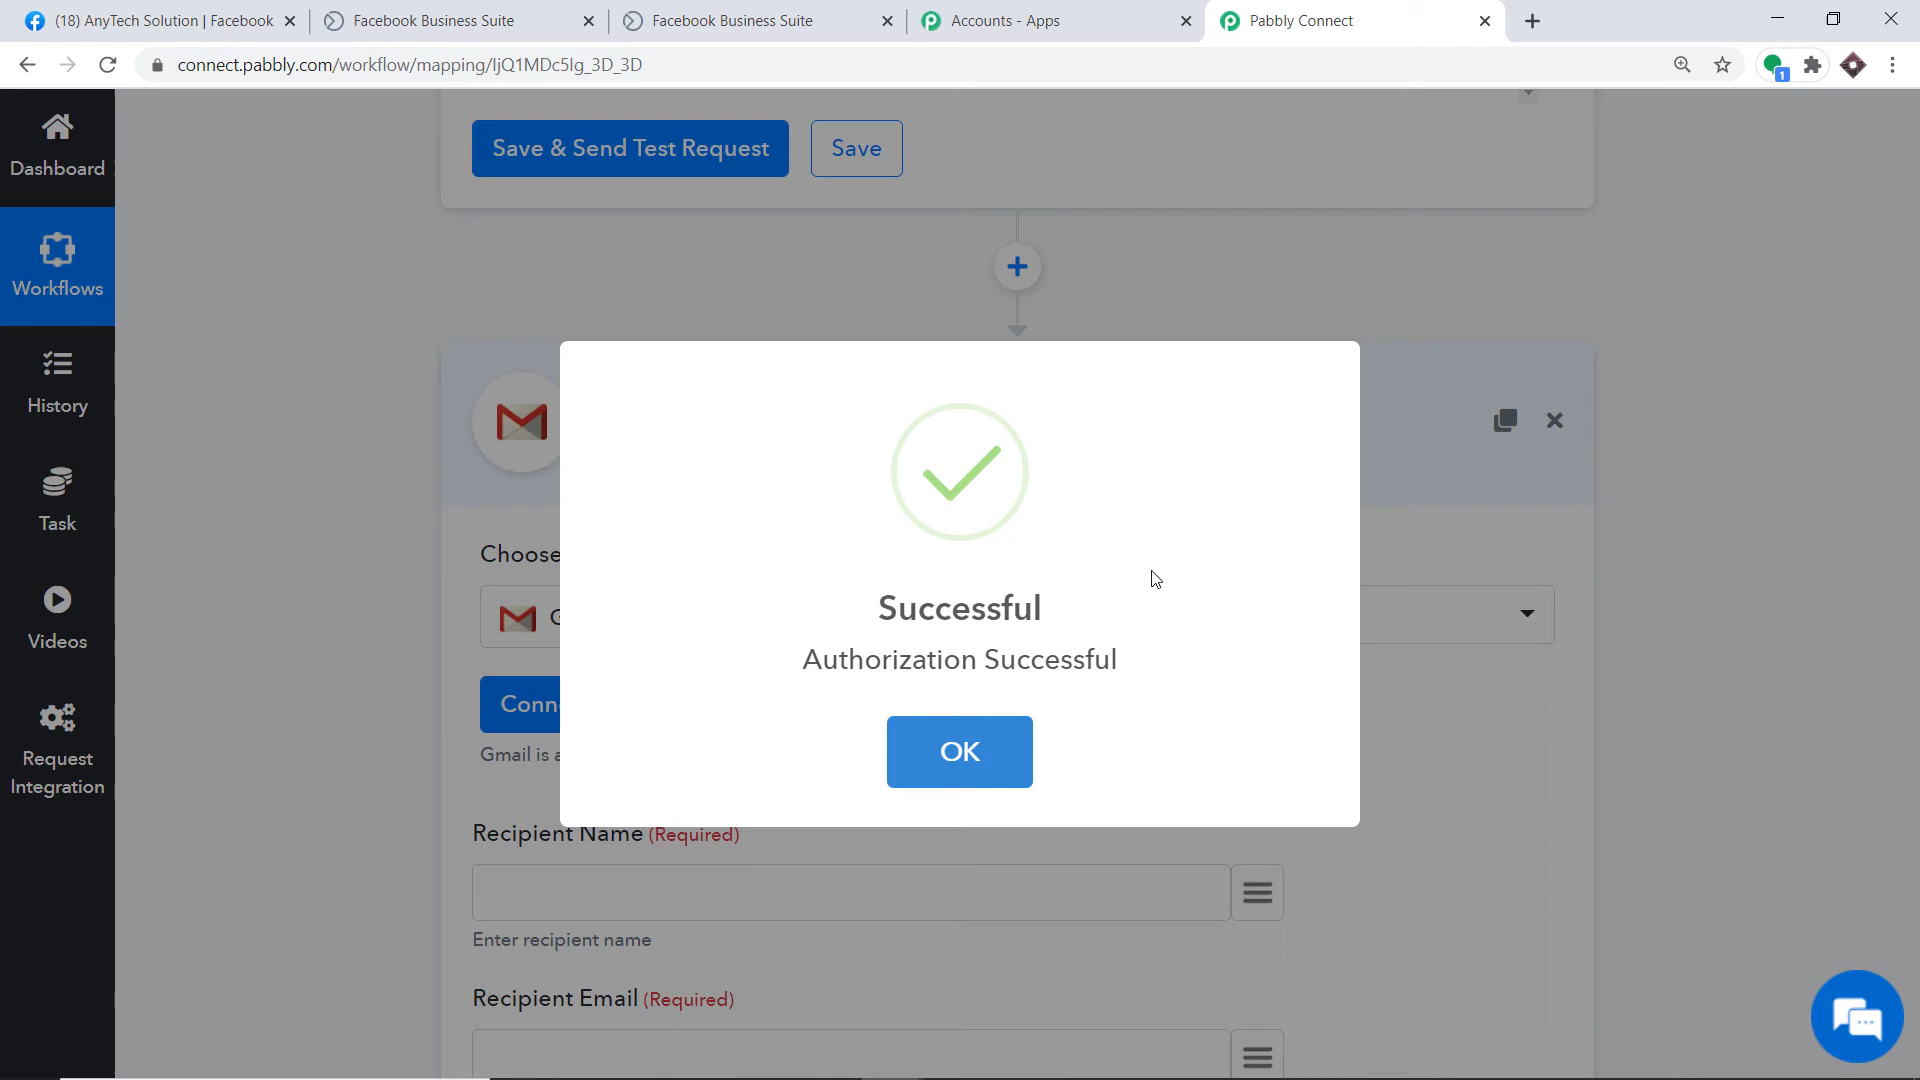 (18) AnyTech Solution | Facebook
Facebook Business Suite
Facebook Business Suite
Accounts - Apps
Pabbly Connect
connect.pabbly.com/workflow/mapping/IjQ1MDc5Ig_3D_3D
1
Dashboard
Workflows
History
Task
Videos
Request
Integration
Save & Send Test Request
Save
Choose
G
Conn
Gmail is a
Successful
Authorization Successful
OK
Recipient Name (Required)
Enter recipient name
Recipient Email (Required)